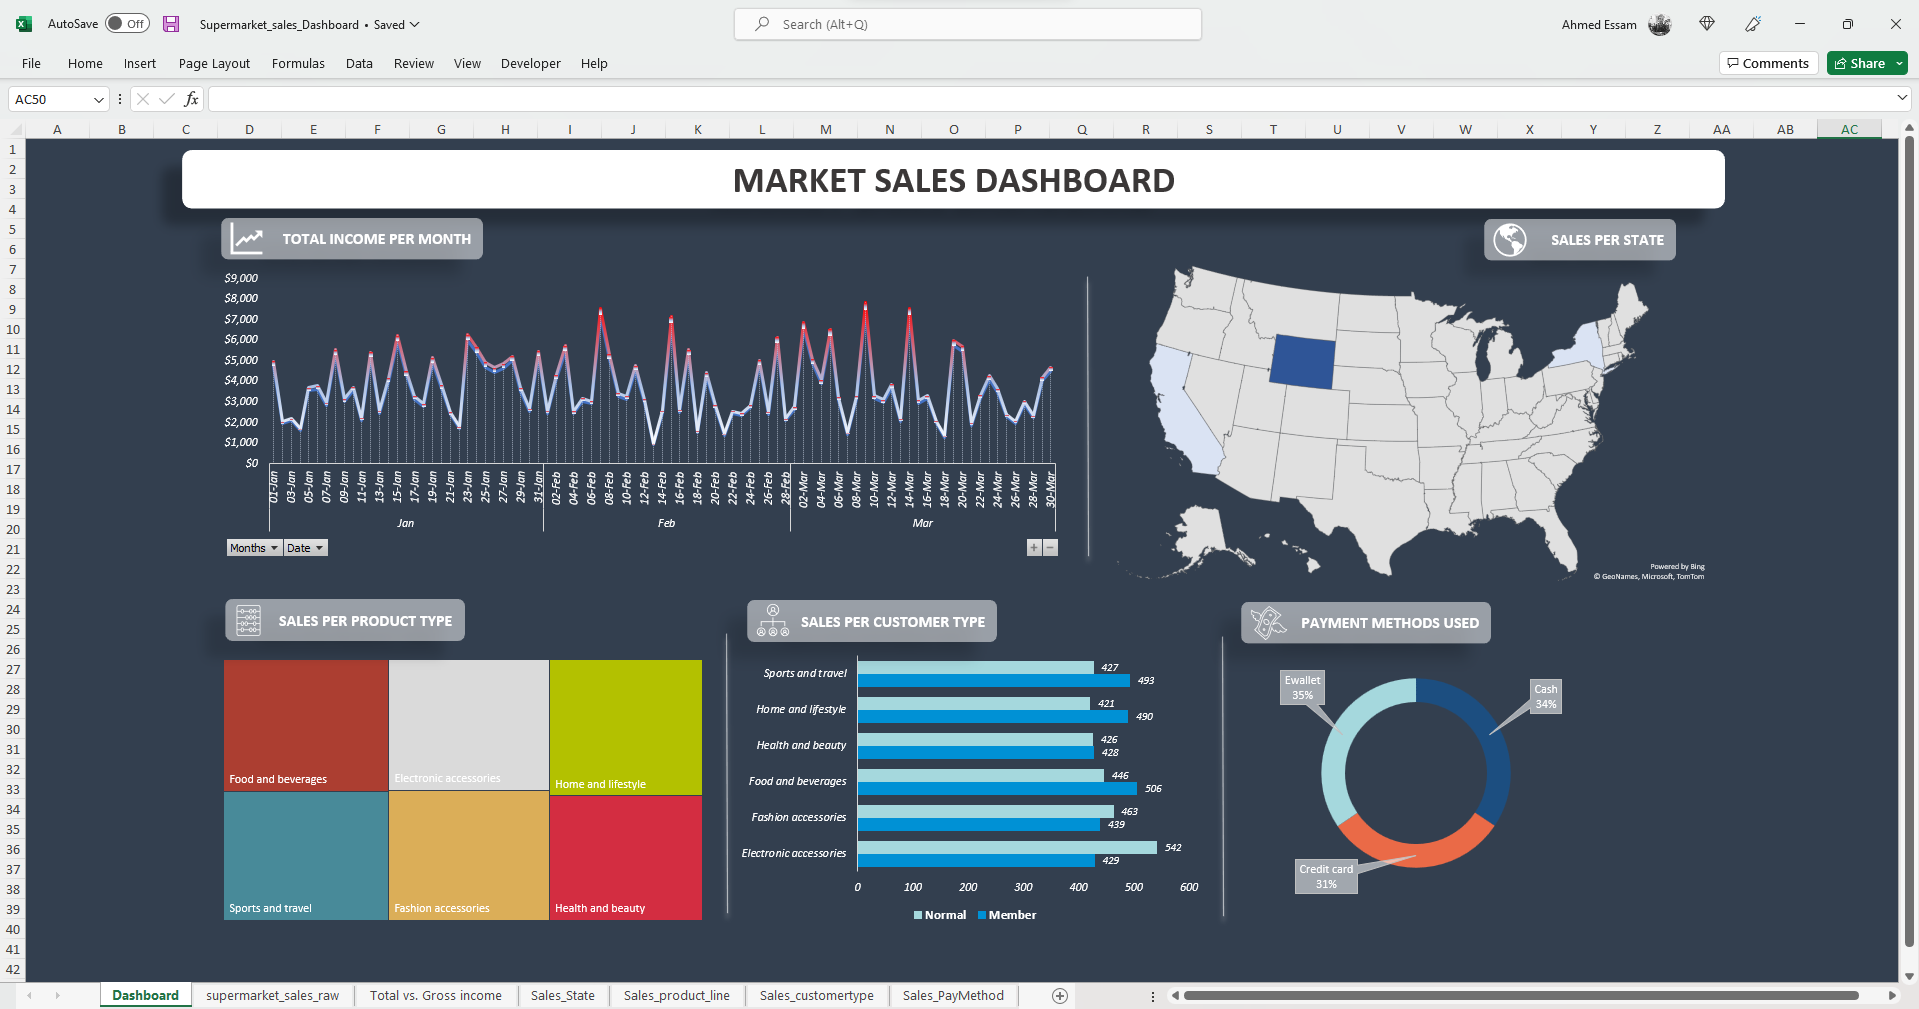 AutoSave Off Supermarket_sales_Dashboard • Saved Search (Alt+Q) Ahmed Essam
File Home Insert Page Layout Formulas Data Review View Developer Help Comments Share
AC50 fx
A B C D E F G H I J K L M N O P Q R S T U V W X Y Z AA AB AC
1
2
3
4
5
6
7
8
9
10
11
12
13
14
15
16
17
18
19
20
21
22
23
24
25
26
27
28
29
30
31
32
33
34
35
36
37
38
39
40
41
42
MARKET SALES DASHBOARD
TOTAL INCOME PER MONTH
$9,000
$8,000
$7,000
$6,000
$5,000
$4,000
$3,000
$2,000
$1,000
$0
01-Jan 03-Jan 05-Jan 07-Jan 09-Jan 11-Jan 13-Jan 15-Jan 17-Jan 19-Jan 21-Jan 23-Jan 25-Jan 27-Jan 29-Jan 31-Jan 02-Feb 04-Feb 06-Feb 08-Feb 10-Feb 12-Feb 14-Feb 16-Feb 18-Feb 20-Feb 22-Feb 24-Feb 26-Feb 28-Feb 02-Mar 04-Mar 06-Mar 08-Mar 10-Mar 12-Mar 14-Mar 16-Mar 18-Mar 20-Mar 22-Mar 24-Mar 26-Mar 28-Mar 30-Mar
Jan Feb Mar
Months Date + −
SALES PER STATE
Powered by Bing
© GeoNames, Microsoft, TomTom
SALES PER PRODUCT TYPE
Food and beverages
Electronic accessories
Home and lifestyle
Sports and travel
Fashion accessories
Health and beauty
SALES PER CUSTOMER TYPE
Sports and travel 427
493
Home and lifestyle 421
490
Health and beauty 426
428
Food and beverages 446
506
Fashion accessories 463
439
Electronic accessories 542
429
0 100 200 300 400 500 600
Normal Member
PAYMENT METHODS USED
Ewallet
35%
Cash
34%
Credit card
31%
Dashboard supermarket_sales_raw Total vs. Gross income Sales_State Sales_product_line Sales_customertype Sales_PayMethod